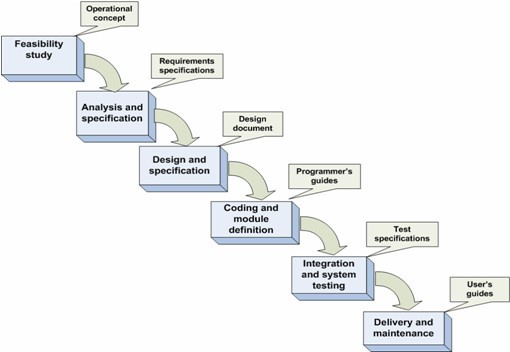 Operational
concept
Feasibility
study
Requirements
specifications
Analysis and
specification
Design
document
Design and
specification
Programmer's
guides
Coding and
module
definition
Test
specifications
Integration
and system
testing
User's
guides
Delivery and
maintenance